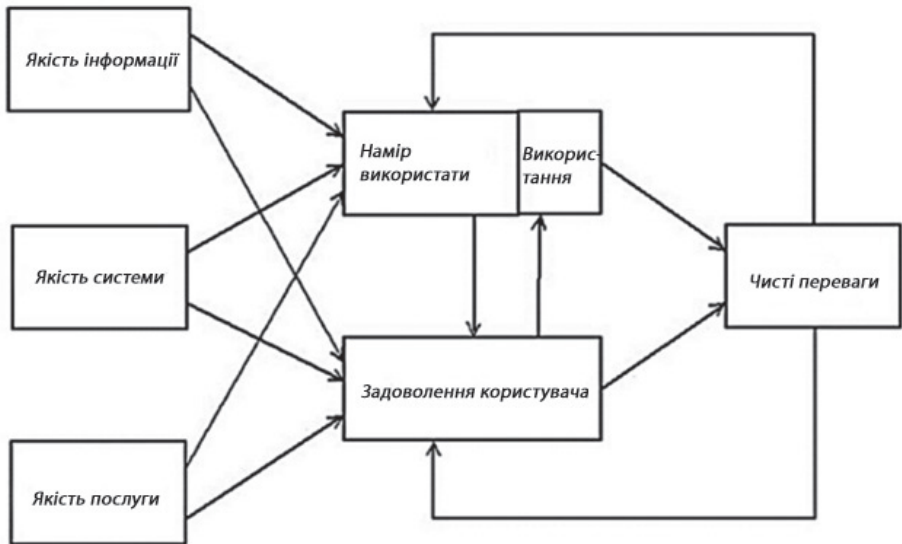 Якість інформації
Намір
використати
Викорис-
тання
Якість системи
Чисті переваги
Задоволення користувача
Якість послуги